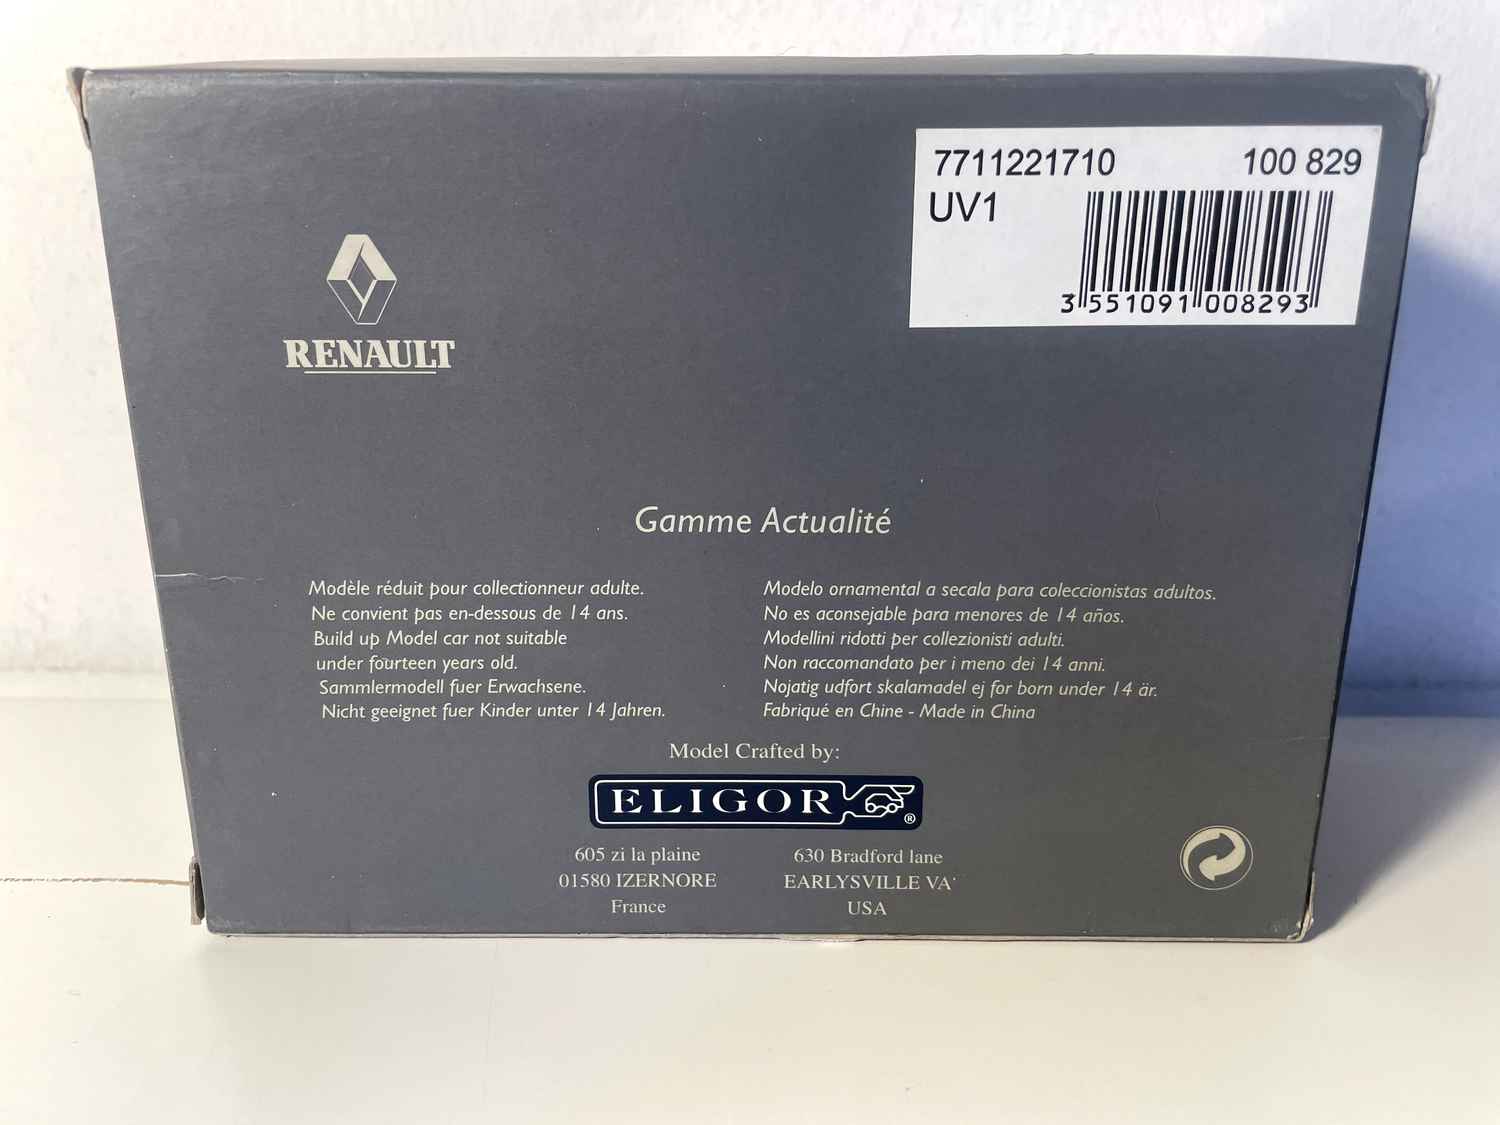 7711221710 100 829
UV1
3 551091 008293
RENAULT
Gamme Actualité
Modèle réduit pour collectionneur adulte.
Ne convient pas en-dessous de 14 ans.
Build up Model car not suitable
under fourteen years old.
Sammlermodell fuer Erwachsene.
Nicht geeignet fuer Kinder unter 14 Jahren.
Modelo ornamental a secala para coleccionistas adultos.
No es aconsejable para menores de 14 años.
Modellini ridotti per collezionisti adulti.
Non raccomandato per i meno dei 14 anni.
Nojatig udfort skalamadel ej for born under 14 är.
Fabriqué en Chine - Made in China
Model Crafted by:
ELIGOR ®
605 zi la plaine
01580 IZERNORE
France
630 Bradford lane
EARLYSVILLE VA
USA